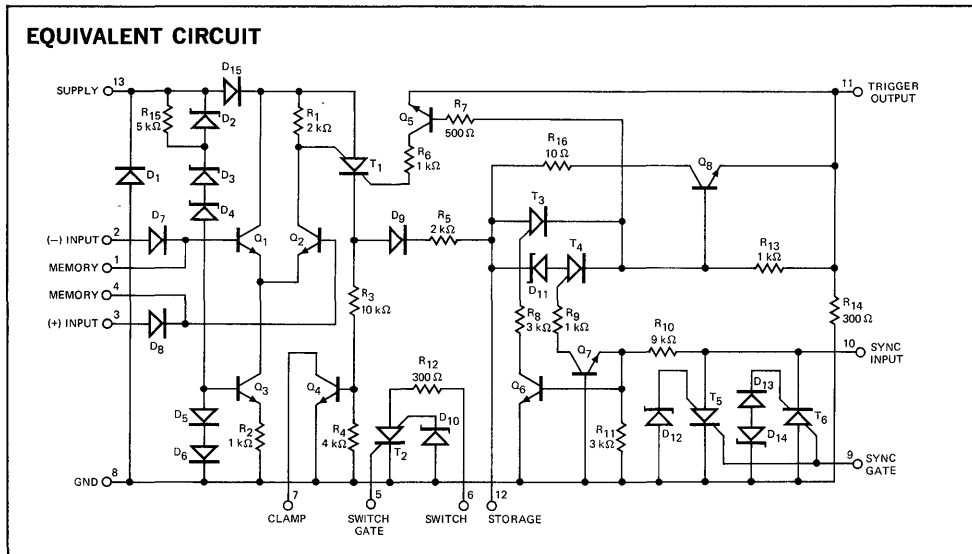 EQUIVALENT CIRCUIT
SUPPLY 13
D15
R15
5 kΩ
D2
R1
2 kΩ
Q5
R7
500 Ω
11 TRIGGER
OUTPUT
R6
1 kΩ
T1
R16
10 Ω
Q8
D1
D3
D4
T3
(–) INPUT 2
D7
Q1
Q2
D9
R5
2 kΩ
T4
MEMORY 1
D11
R13
1 kΩ
MEMORY 4
R3
10 kΩ
R8
3 kΩ
R9
1 kΩ
R14
300 Ω
(+) INPUT 3
D8
Q7
R10
9 kΩ
10 SYNC
INPUT
Q3
Q4
R12
300 Ω
Q6
D13
T5
T6
D5
D10
R11
3 kΩ
D12
D14
R2
1 kΩ
R4
4 kΩ
T2
D6
9
SYNC
GATE
GND 8
7
CLAMP
5
SWITCH
GATE
6
SWITCH
12
STORAGE